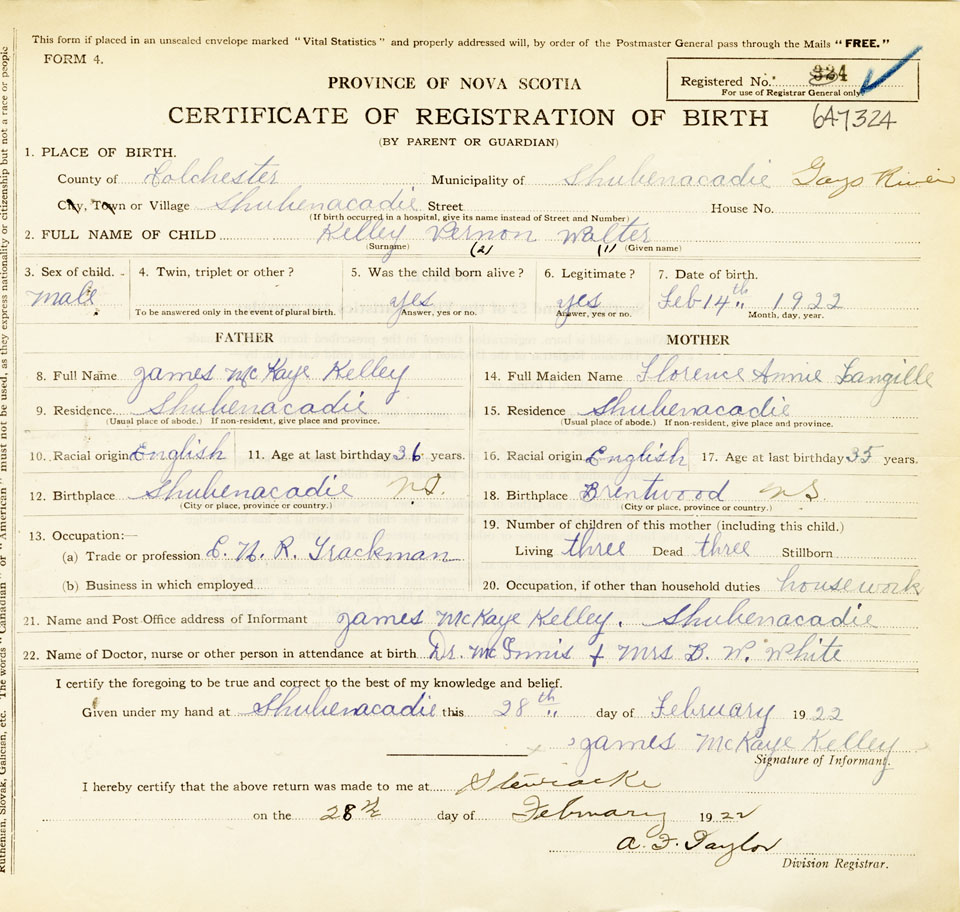 This form if placed in an unsealed envelope marked "Vital Statistics" and properly addressed will, by order of the Postmaster General pass through the Mails "FREE."
FORM 4.
PROVINCE OF NOVA SCOTIA
Registered No. 324
For use of Registrar General only
CERTIFICATE OF REGISTRATION OF BIRTH 647324
(BY PARENT OR GUARDIAN)
1. PLACE OF BIRTH.
County of Colchester Municipality of Shubenacadie Gays River
City, Town or Village Shubenacadie Street House No.
(If birth occurred in a hospital, give its name instead of Street and Number)
2. FULL NAME OF CHILD Kelley Vernon Walter
(Surname) (2) (1) (Given name)
3. Sex of child. 4. Twin, triplet or other? 5. Was the child born alive? 6. Legitimate? 7. Date of birth.
male yes yes Feb 14th 1922
To be answered only in the event of plural birth. Answer, yes or no. Answer, yes or no. Month, day, year.
FATHER MOTHER
8. Full Name James McKaye Kelley 14. Full Maiden Name Florence Annie Langille
9. Residence Shubenacadie 15. Residence Shubenacadie
(Usual place of abode.) If non-resident, give place and province. (Usual place of abode.) If non-resident, give place and province.
10. Racial origin English 11. Age at last birthday 36 years. 16. Racial origin English 17. Age at last birthday 35 years.
12. Birthplace Shubenacadie N.S. 18. Birthplace Brentwood N S
(City or place, province or country.) (City or place, province or country.)
13. Occupation:— 19. Number of children of this mother (including this child.)
(a) Trade or profession C. N. R. Trackman Living three Dead three Stillborn
(b) Business in which employed 20. Occupation, if other than household duties housework
21. Name and Post Office address of Informant James McKaye Kelley. Shubenacadie
22. Name of Doctor, nurse or other person in attendance at birth Dr. McInnis + Mrs B. W. White
I certify the foregoing to be true and correct to the best of my knowledge and belief.
Given under my hand at Shubenacadie this 28th day of February 1922
James McKaye Kelley
Signature of Informant.
I hereby certify that the above return was made to me at Stewiacke
on the 28th day of February 1922
A. F. Taylor
Division Registrar.
Ruthenian, Slovak, Galician, etc. The words "Canadian" or "American" must not be used, as they express nationality or citizenship but not a race or people